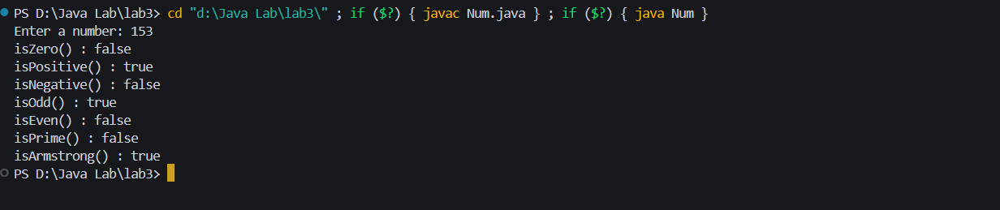 PS D:\Java Lab\lab3> cd "d:\Java Lab\lab3\" ; if ($?) { javac Num.java } ; if ($?) { java Num }
Enter a number: 153
isZero() : false
isPositive() : true
isNegative() : false
isOdd() : true
isEven() : false
isPrime() : false
isArmstrong() : true
PS D:\Java Lab\lab3>